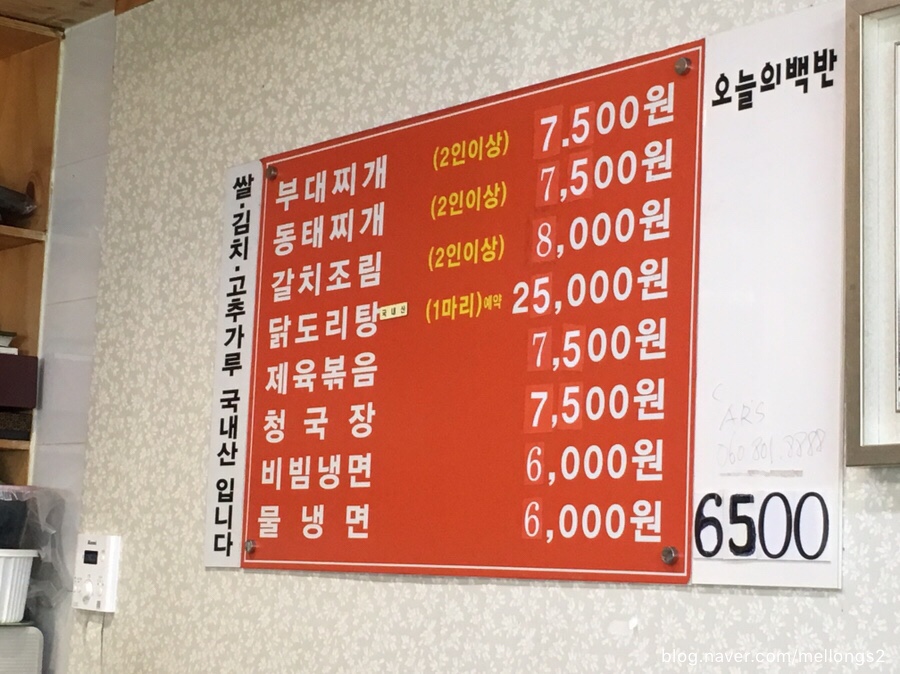 쌀·김치·고추가루 국내산 입니다
부대찌개 (2인이상) 7.500원
동태찌개 (2인이상) 7,500원
갈치조림 (2인이상) 8,000원
닭도리탕 국내산 (1마리)예약 25,000원
제육볶음 7,500원
청국장 7,500원
비빔냉면 6,000원
물냉면 6,000원
오늘의백반
ARS
060.801.8888
6500
blog.naver.com/mellongs2